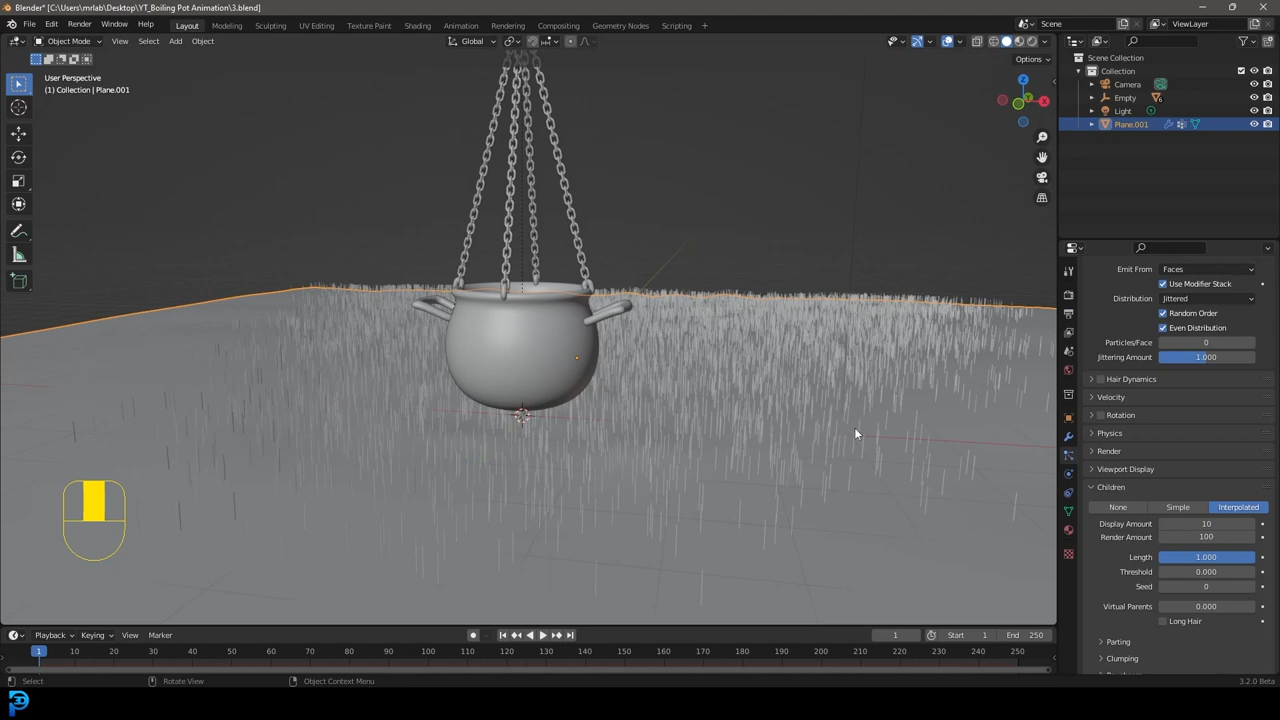 Blender* [C:\Users\mrlab\Desktop\YT_Boiling Pot Animation\3.blend]
File Edit Render Window Help Layout Modeling Sculpting UV Editing Texture Paint Shading Animation Rendering Compositing Geometry Nodes Scripting + Scene ViewLayer
Object Mode View Select Add Object Global
Options
User Perspective
(1) Collection | Plane.001
Z
Y
X
Scene Collection
Collection
Camera
Empty 6
Light
Plane.001
Emit From Faces
Use Modifier Stack
Distribution Jittered
Random Order
Even Distribution
Particles/Face 0
Jittering Amount 1.000
Hair Dynamics
Velocity
Rotation
Physics
Render
Viewport Display
Children
None Simple Interpolated
Display Amount 10
Render Amount 100
Length 1.000
Threshold 0.000
Seed 0
Virtual Parents 0.000
Long Hair
Parting
Clumping
Playback Keying View Marker 1 Start 1 End 250
1 10 20 30 40 50 60 70 80 90 100 110 120 130 140 150 160 170 180 190 200 210 220 230 240 250
Select Rotate View Object Context Menu 3.2.0 Beta